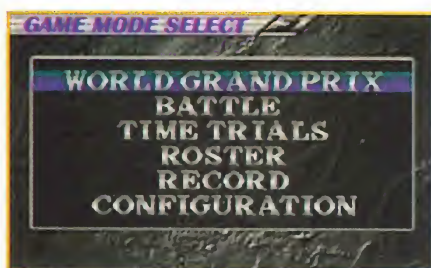 GAME MODE SELECT
WORLD GRAND PRIX
BATTLE
TIME TRIALS
ROSTER
RECORD
CONFIGURATION